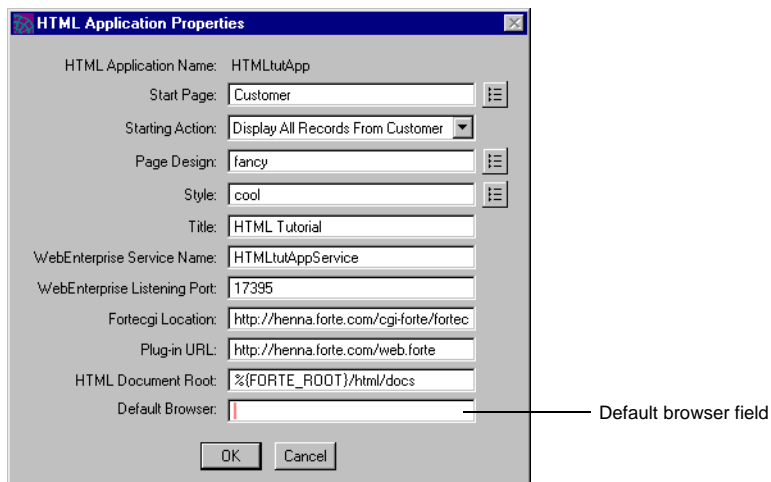 HTML Application Properties
HTML Application Name: HTMLtutApp
Start Page: Customer
Starting Action: Display All Records From Customer
Page Design: fancy
Style: cool
Title: HTML Tutorial
WebEnterprise Service Name: HTMLtutAppService
WebEnterprise Listening Port: 17395
Fortecgi Location: http://henna.forte.com/cgi-forte/fortec
Plug-in URL: http://henna.forte.com/web.forte
HTML Document Root: %{FORTE_ROOT}/html/docs
Default Browser: Default browser field
OK Cancel